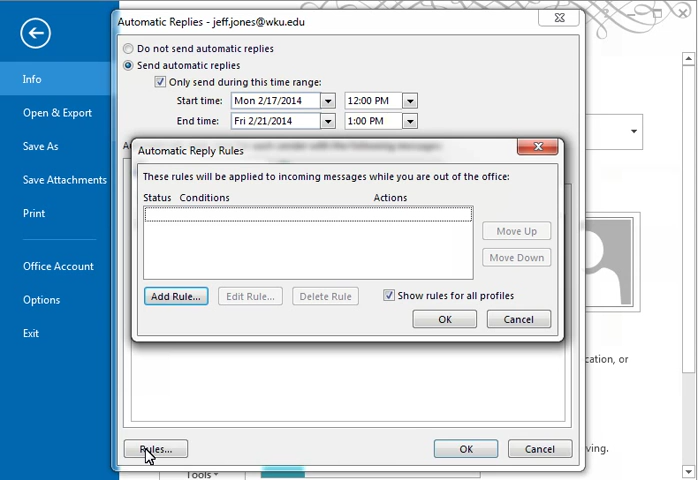 Automatic Replies - jeff.jones@wku.edu
Do not send automatic replies
Send automatic replies
Only send during this time range:
Start time: Mon 2/17/2014 12:00 PM
End time: Fri 2/21/2014 1:00 PM
Info
Open & Export
Save As
Save Attachments
Print
Office Account
Options
Exit
Automatic Reply Rules
These rules will be applied to incoming messages while you are out of the office:
Status Conditions Actions
Move Up
Move Down
Add Rule... Edit Rule... Delete Rule Show rules for all profiles
OK Cancel
cation, or
Rules... OK Cancel
ving.
Tools